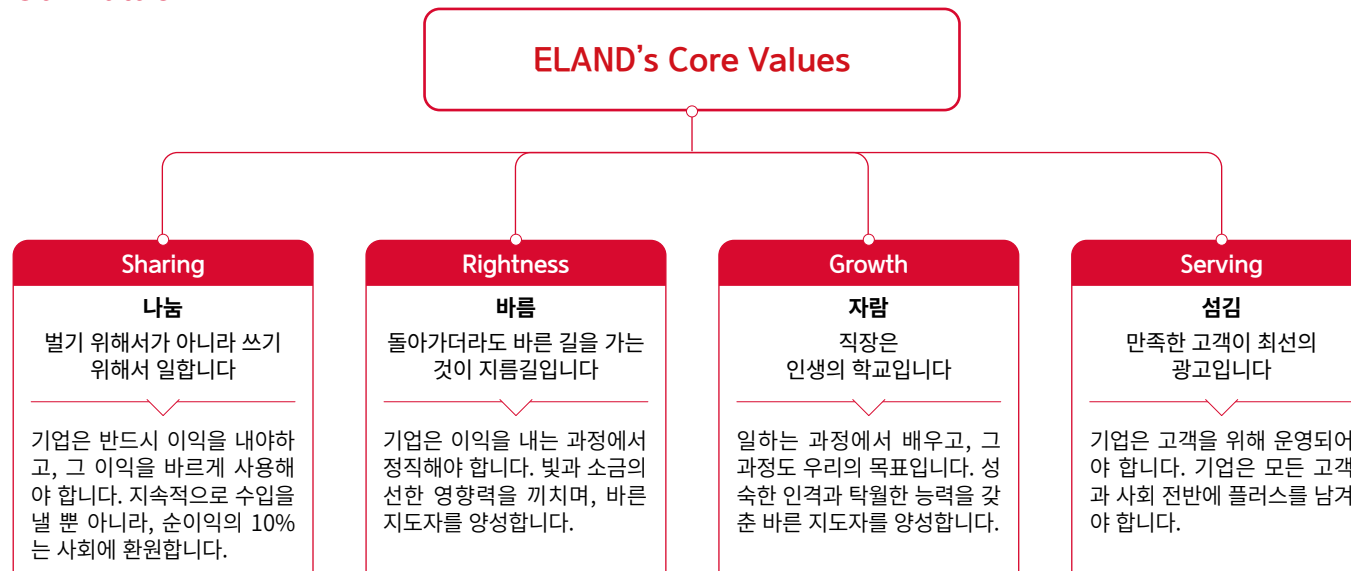 ELAND's Core Values
Sharing
나눔
벌기 위해서가 아니라 쓰기
위해서 일합니다
기업은 반드시 이익을 내야하
고, 그 이익을 바르게 사용해
야 합니다. 지속적으로 수입을
낼 뿐 아니라, 순이익의 10%
는 사회에 환원합니다.
Rightness
바름
돌아가더라도 바른 길을 가는
것이 지름길입니다
기업은 이익을 내는 과정에서
정직해야 합니다. 빛과 소금의
선한 영향력을 끼치며, 바른
지도자를 양성합니다.
Growth
자람
직장은
인생의 학교입니다
일하는 과정에서 배우고, 그
과정도 우리의 목표입니다. 성
숙한 인격과 탁월한 능력을 갖
춘 바른 지도자를 양성합니다.
Serving
섬김
만족한 고객이 최선의
광고입니다
기업은 고객을 위해 운영되어
야 합니다. 기업은 모든 고객
과 사회 전반에 플러스를 남겨
야 합니다.